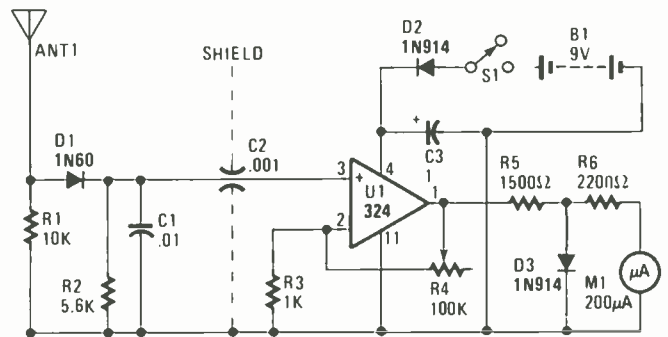 ANT1
SHIELD
D2
1N914
S1
B1
9V
D1
1N60
C2
.001
+
C3
1
3
+
4
U1
324
1
2
11
R1
10K
C1
.01
R2
5.6K
R3
1K
R4
100K
R5
1500Ω
R6
220Ω
D3
1N914
M1
200µA
µA